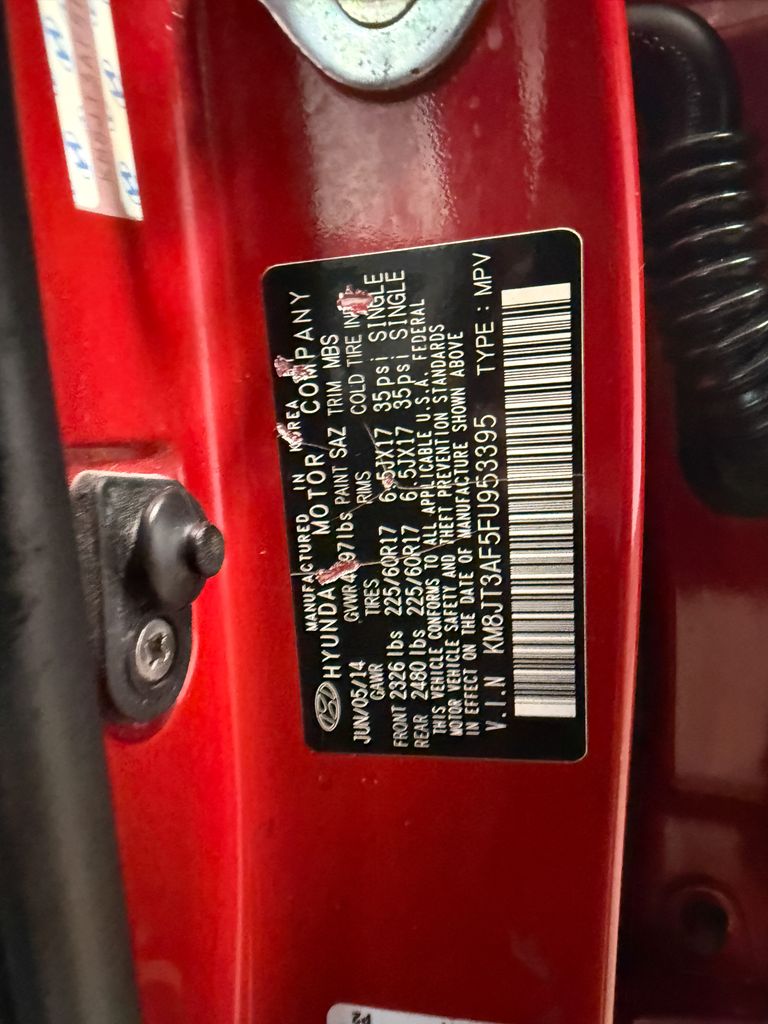 MANUFACTURED IN KOREA
HYUNDAI MOTOR COMPANY
JUN/05/14 PAINT SAZ TRIM MBS
GAWR TIRES RIMS COLD TIRE
FRONT 2326 lbs 225/60R17 6.5JX17 35psi SINGLE
REAR 2480 lbs 225/60R17 6.5JX17 35psi SINGLE
THIS VEHICLE CONFORMS TO ALL APPLICABLE U.S.A. FEDERAL
MOTOR VEHICLE SAFETY AND THEFT PREVENTION STANDARDS
IN EFFECT ON THE DATE OF MANUFACTURE SHOWN ABOVE
V.I.N KM8JT3AF5FU953395 TYPE : MPV